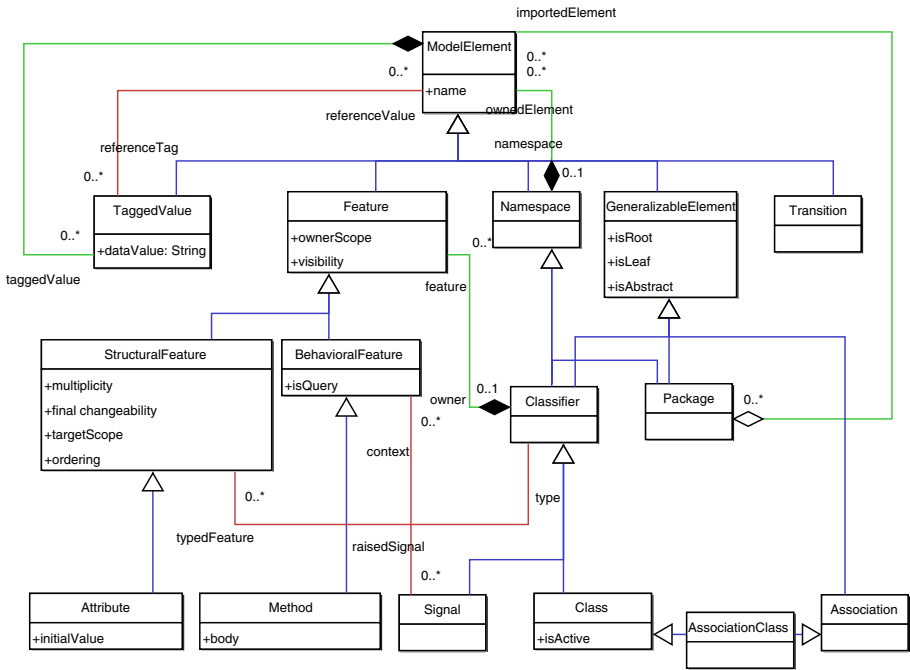 importedElement
ModelElement
0..*
0..*
0..*
+name
ownedElement
referenceValue
namespace
referenceTag
0..*
0..1
TaggedValue
Feature
Namespace
GeneralizableElement
Transition
0..*
+dataValue: String
+ownerScope
+visibility
0..*
+isRoot
+isLeaf
+isAbstract
taggedValue
feature
StructuralFeature
BehavioralFeature
+multiplicity
+final changeability
+targetScope
+ordering
+isQuery
0..1
owner
Classifier
Package
0..*
0..*
context
0..*
type
typedFeature
raisedSignal
0..*
Attribute
+initialValue
Method
+body
Signal
Class
+isActive
AssociationClass
Association